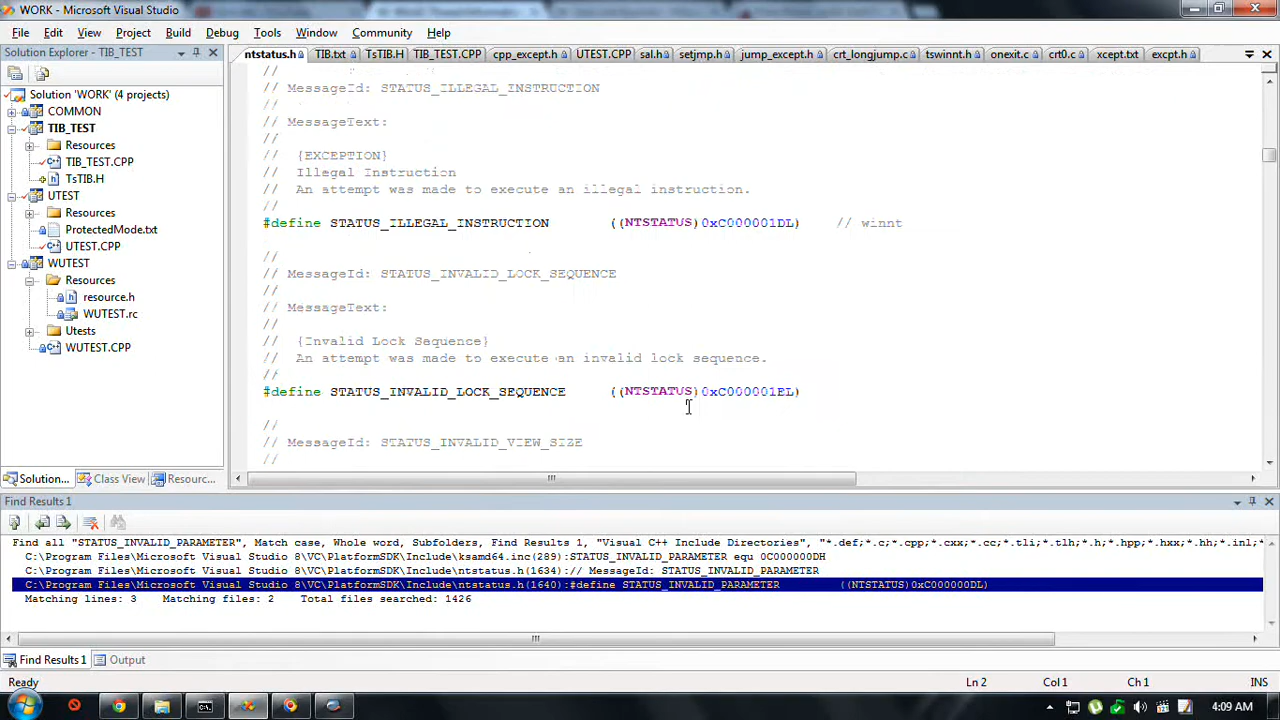 WORK - Microsoft Visual Studio
File Edit View Project Build Debug Tools Window Community Help
Solution Explorer - TIB_TEST
ntstatus.h TIB.txt TsTIB.H TIB_TEST.CPP cpp_except.h UTEST.CPP sal.h setjmp.h jump_except.h crt_longjump.c tswinnt.h onexit.c crt0.c xcept.txt excpt.h
Solution 'WORK' (4 projects)
COMMON
TIB_TEST
Resources
TIB_TEST.CPP
TsTIB.H
UTEST
Resources
ProtectedMode.txt
UTEST.CPP
WUTEST
Resources
resource.h
WUTEST.rc
Utests
WUTEST.CPP
Solution... Class View Resourc...
//
// MessageId: STATUS_ILLEGAL_INSTRUCTION
//
// MessageText:
//
// {EXCEPTION}
// Illegal Instruction
// An attempt was made to execute an illegal instruction.
//
#define STATUS_ILLEGAL_INSTRUCTION ((NTSTATUS)0xC000001DL) // winnt
//
// MessageId: STATUS_INVALID_LOCK_SEQUENCE
//
// MessageText:
//
// {Invalid Lock Sequence}
// An attempt was made to execute an invalid lock sequence.
//
#define STATUS_INVALID_LOCK_SEQUENCE ((NTSTATUS)0xC000001EL)
//
// MessageId: STATUS_INVALID_VIEW_SIZE
//
Find Results 1
Find all "STATUS_INVALID_PARAMETER", Match case, Whole word, Subfolders, Find Results 1, "Visual C++ Include Directories", "*.def;*.c;*.cpp;*.cxx;*.cc;*.tli;*.tlh;*.h;*.hpp;*.hxx;*.hh;*.inl;*
C:\Program Files\Microsoft Visual Studio 8\VC\PlatformSDK\Include\ksamd64.inc(289):STATUS_INVALID_PARAMETER equ 0C000000DH
C:\Program Files\Microsoft Visual Studio 8\VC\PlatformSDK\Include\ntstatus.h(1634):// MessageId: STATUS_INVALID_PARAMETER
C:\Program Files\Microsoft Visual Studio 8\VC\PlatformSDK\Include\ntstatus.h(1640):#define STATUS_INVALID_PARAMETER ((NTSTATUS)0xC000000DL)
Matching lines: 3 Matching files: 2 Total files searched: 1426
Find Results 1 Output
Ready Ln 2 Col 1 Ch 1 INS
4:09 AM